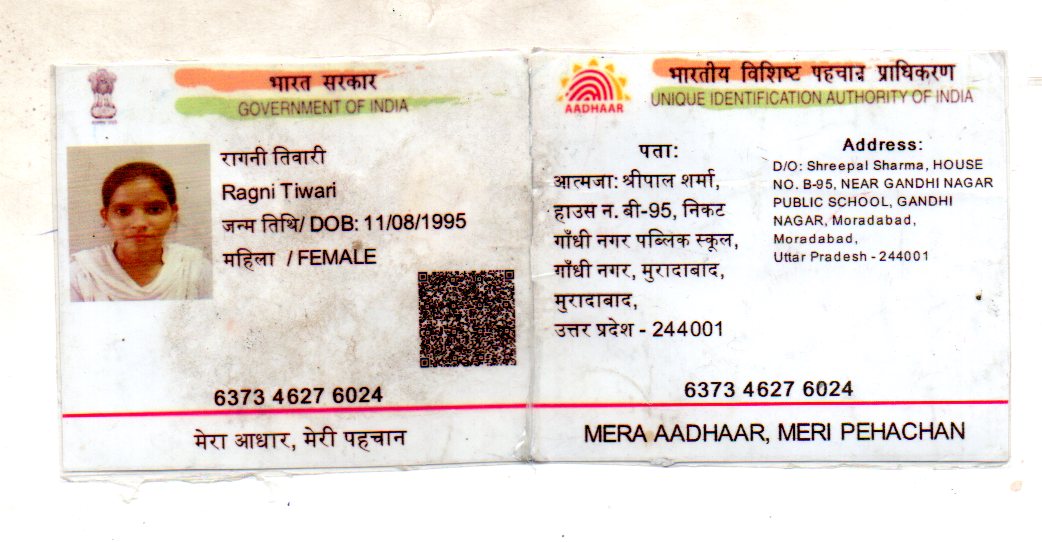 भारत सरकार
GOVERNMENT OF INDIA
रागनी तिवारी
Ragni Tiwari
जन्म तिथि/ DOB: 11/08/1995
महिला / FEMALE
6373 4627 6024
मेरा आधार, मेरी पहचान
AADHAAR
भारतीय विशिष्ट पहचान प्राधिकरण
UNIQUE IDENTIFICATION AUTHORITY OF INDIA
पता:
आत्मजा: श्रीपाल शर्मा,
हाउस न. बी-95, निकट
गाँधी नगर पब्लिक स्कूल,
गाँधी नगर, मुरादाबाद,
मुरादाबाद,
उत्तर प्रदेश - 244001
Address:
D/O: Shreepal Sharma, HOUSE
NO. B-95, NEAR GANDHI NAGAR
PUBLIC SCHOOL, GANDHI
NAGAR, Moradabad,
Moradabad,
Uttar Pradesh - 244001
6373 4627 6024
MERA AADHAAR, MERI PEHACHAN